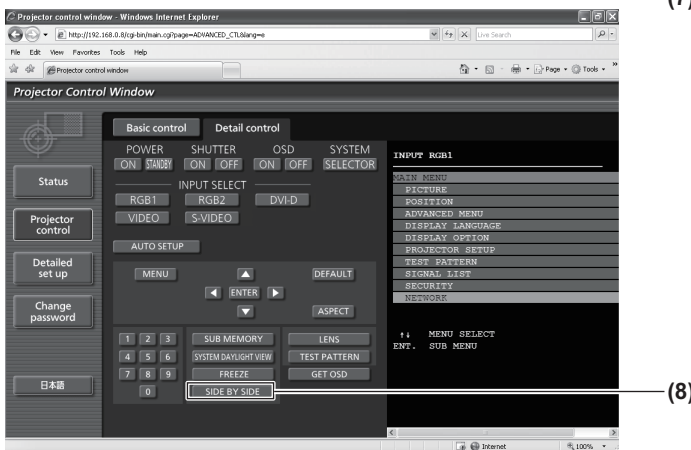 (7)
Projector control window - Windows Internet Explorer
http://192.168.0.8/cgi-bin/main.cgi?page=ADVANCED_CTL&lang=e
Live Search
File Edit View Favorites Tools Help
Projector control window
Page Tools
Projector Control Window
Basic control Detail control
POWER SHUTTER OSD SYSTEM
ON STANDBY ON OFF ON OFF SELECTOR
INPUT SELECT
RGB1 RGB2 DVI-D
VIDEO S-VIDEO
AUTO SETUP
MENU DEFAULT
ENTER
ASPECT
1 2 3 SUB MEMORY LENS
4 5 6 SYSTEM DAYLIGHT VIEW TEST PATTERN
7 8 9 FREEZE GET OSD
0 SIDE BY SIDE
Status
Projector
control
Detailed
set up
Change
password
日本語
INPUT RGB1
MAIN MENU
PICTURE
POSITION
ADVANCED MENU
DISPLAY LANGUAGE
DISPLAY OPTION
PROJECTOR SETUP
TEST PATTERN
SIGNAL LIST
SECURITY
NETWORK
↑↓ MENU SELECT
ENT. SUB MENU
(8)
Internet 100%